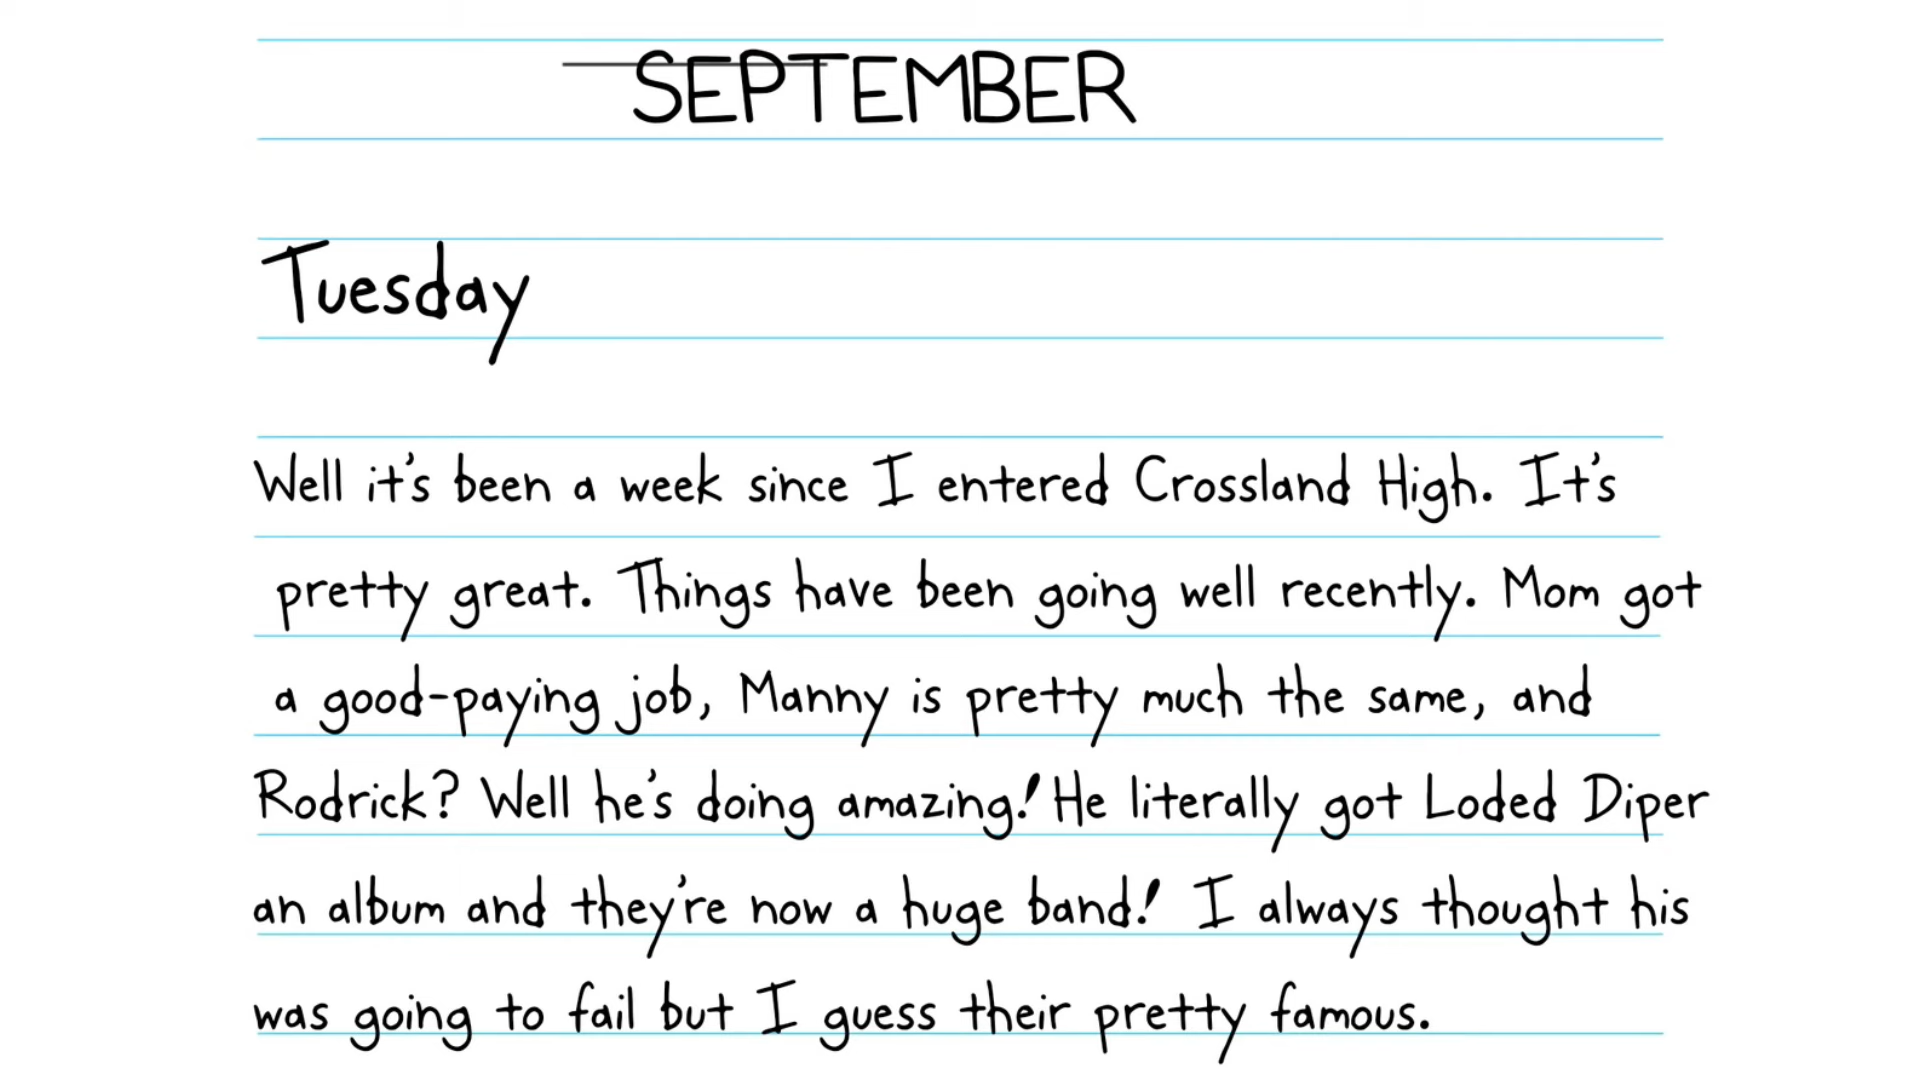 SEPTEMBER
Tuesday
Well it's been a week since I entered Crossland High. It's
pretty great. Things have been going well recently. Mom got
a good-paying job, Manny is pretty much the same, and
Rodrick? Well he's doing amazing! He literally got Loded Diper
an album and they're now a huge band! I always thought his
was going to fail but I guess their pretty famous.